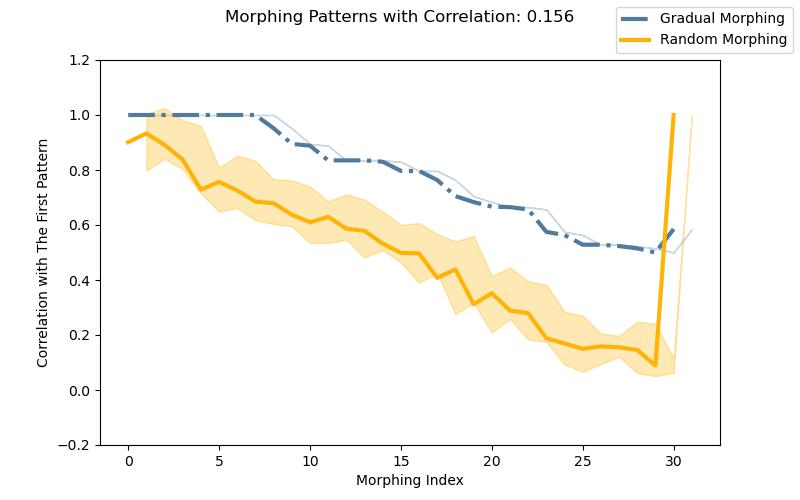 Morphing Patterns with Correlation: 0.156
Gradual Morphing
Random Morphing
1.2
1.0
0.8
0.6
0.4
0.2
0.0
−0.2
Correlation with The First Pattern
0 5 10 15 20 25 30
Morphing Index